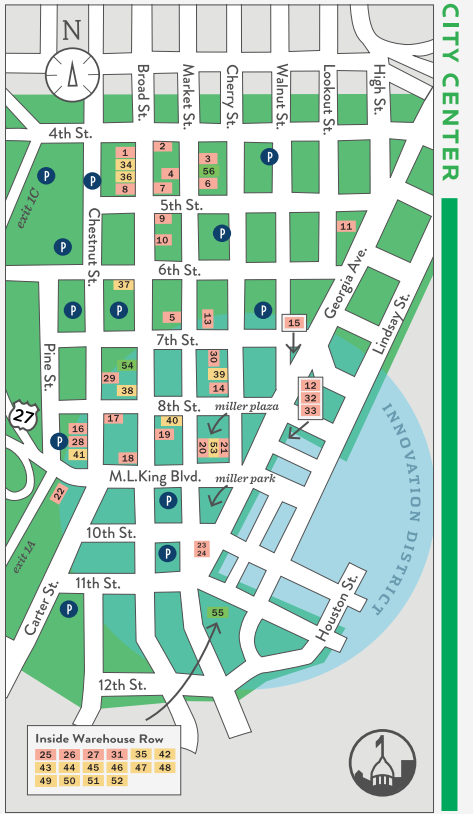 CITY CENTER
N
Broad St.
Market St.
Cherry St.
Walnut St.
Lookout St.
High St.
4th St.
P
P
P
1
34
36
8
2
4
7
3
56
6
exit 1C
Chestnut St.
5th St.
9
10
P
11
P
6th St.
Georgia Ave.
Lindsay St.
37
P
P
5
13
P
15
7th St.
Pine St.
54
29
38
30
39
14
12
32
33
27
8th St.
miller plaza
P
16
28
41
17
18
40
19
20
53
21
INNOVATION DISTRICT
M.L.King Blvd.
miller park
22
P
10th St.
exit 1A
P
23
24
11th St.
Carter St.
P
55
Houston St.
12th St.
Inside Warehouse Row
25 26 27 31 35 42
43 44 45 46 47 48
49 50 51 52